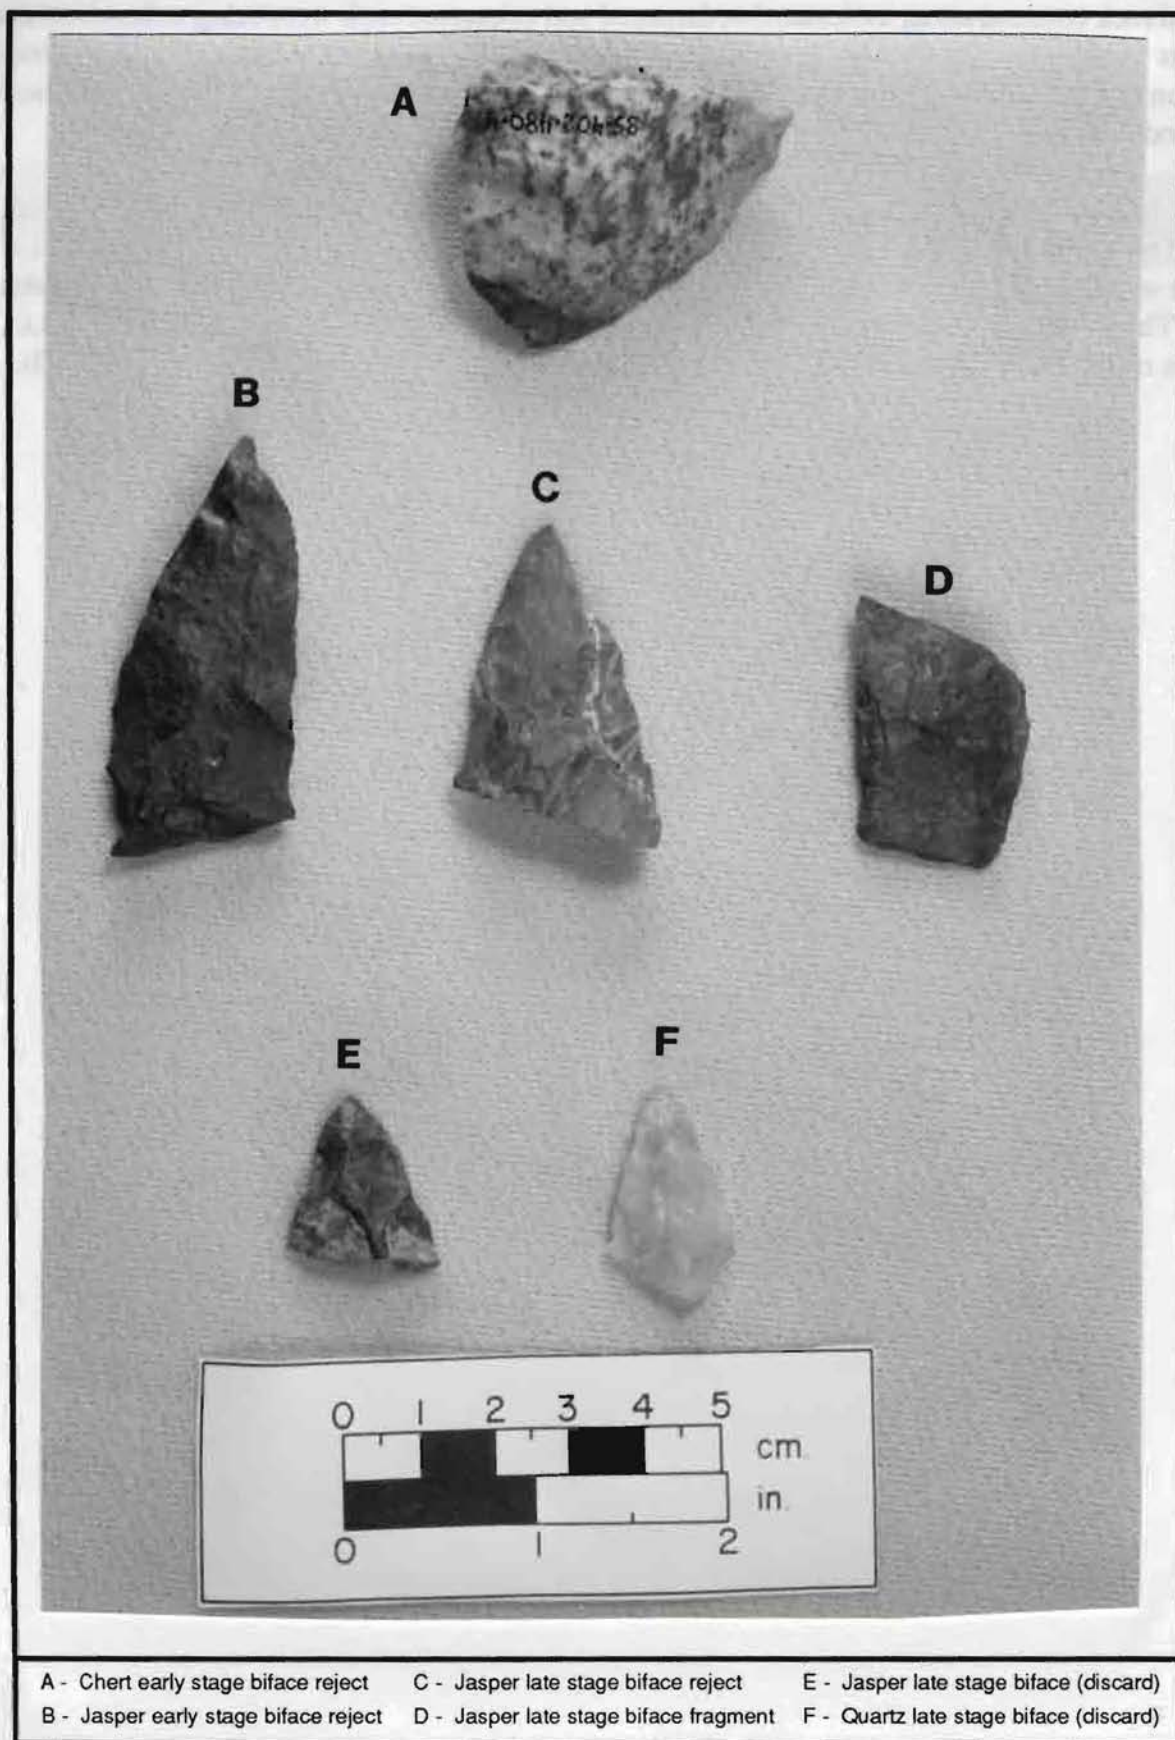 A
B
C
D
E
F
0 1 2 3 4 5
cm.
in.
0 1 2
A - Chert early stage biface reject C - Jasper late stage biface reject E - Jasper late stage biface (discard)
B - Jasper early stage biface reject D - Jasper late stage biface fragment F - Quartz late stage biface (discard)